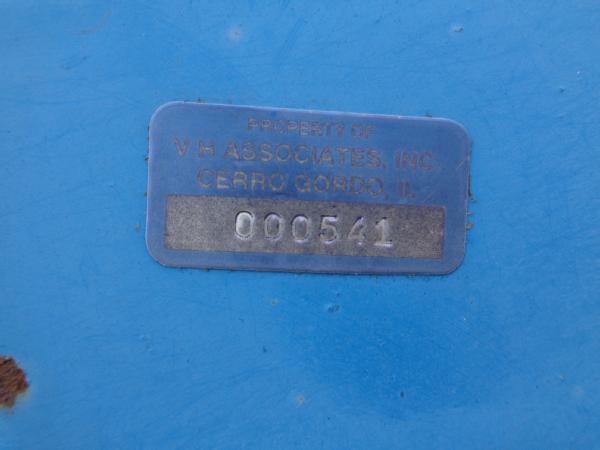 PROPERTY OF
V H ASSOCIATES, INC.
CERRO GORDO, IL
000541